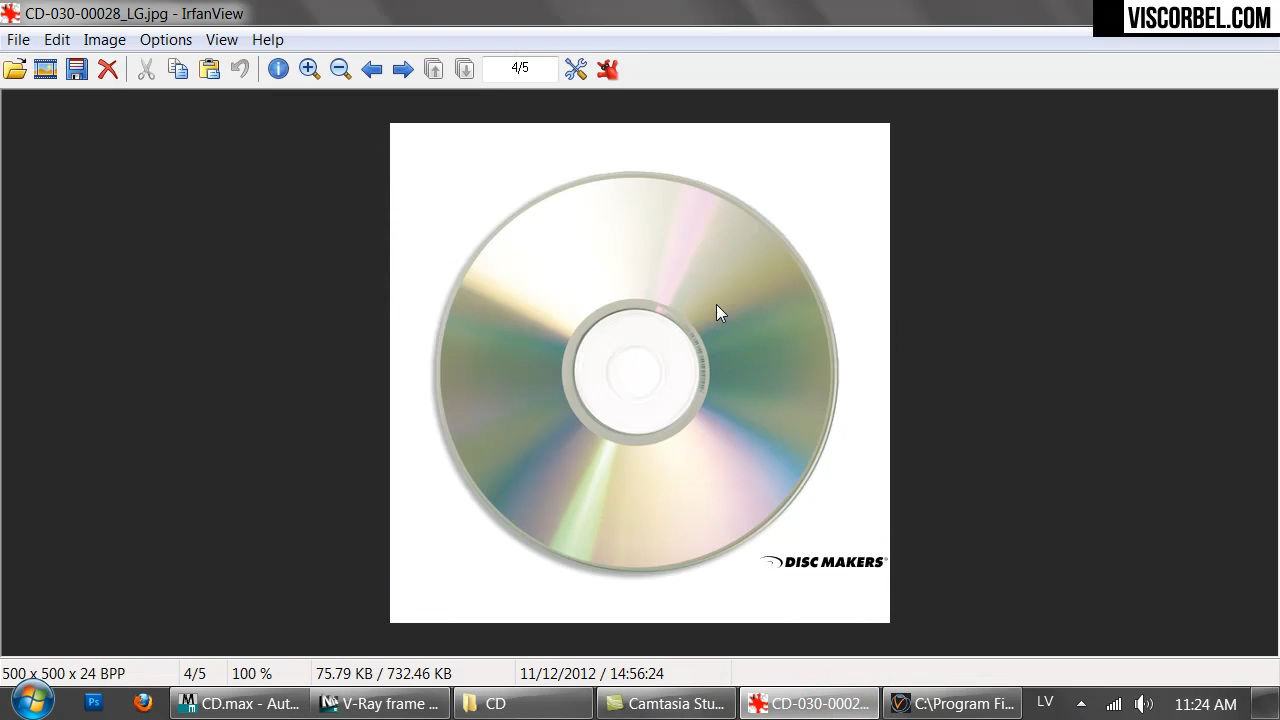 CD-030-00028_LG.jpg - IrfanView
VISCORBEL.COM
File Edit Image Options View Help
4/5
DISC MAKERS®
500 x 500 x 24 BPP 4/5 100 % 75.79 KB / 732.46 KB 11/12/2012 / 14:56:24
Ps CD.max - Aut... V-Ray frame ... CD Camtasia Stu... CD-030-0002... C:\Program Fi... LV 11:24 AM